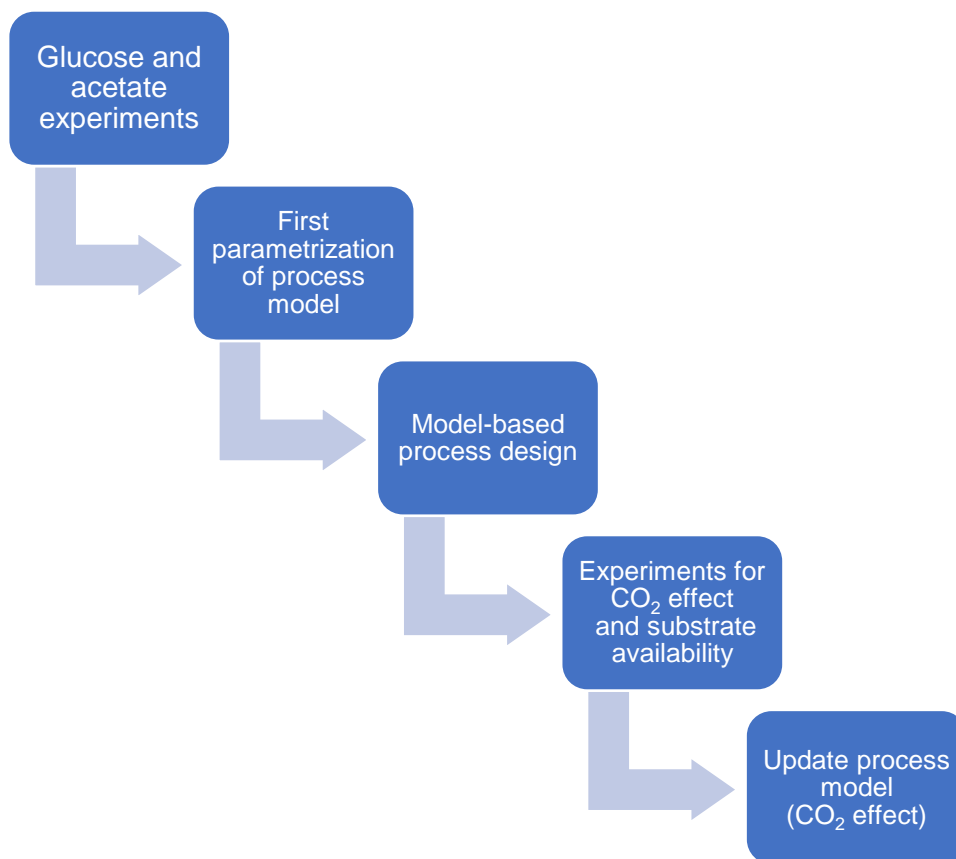 Glucose and
acetate
experiments
First
parametrization
of process
model
Model-based
process design
Experiments for
CO₂ effect
and substrate
availability
Update process
model
(CO₂ effect)